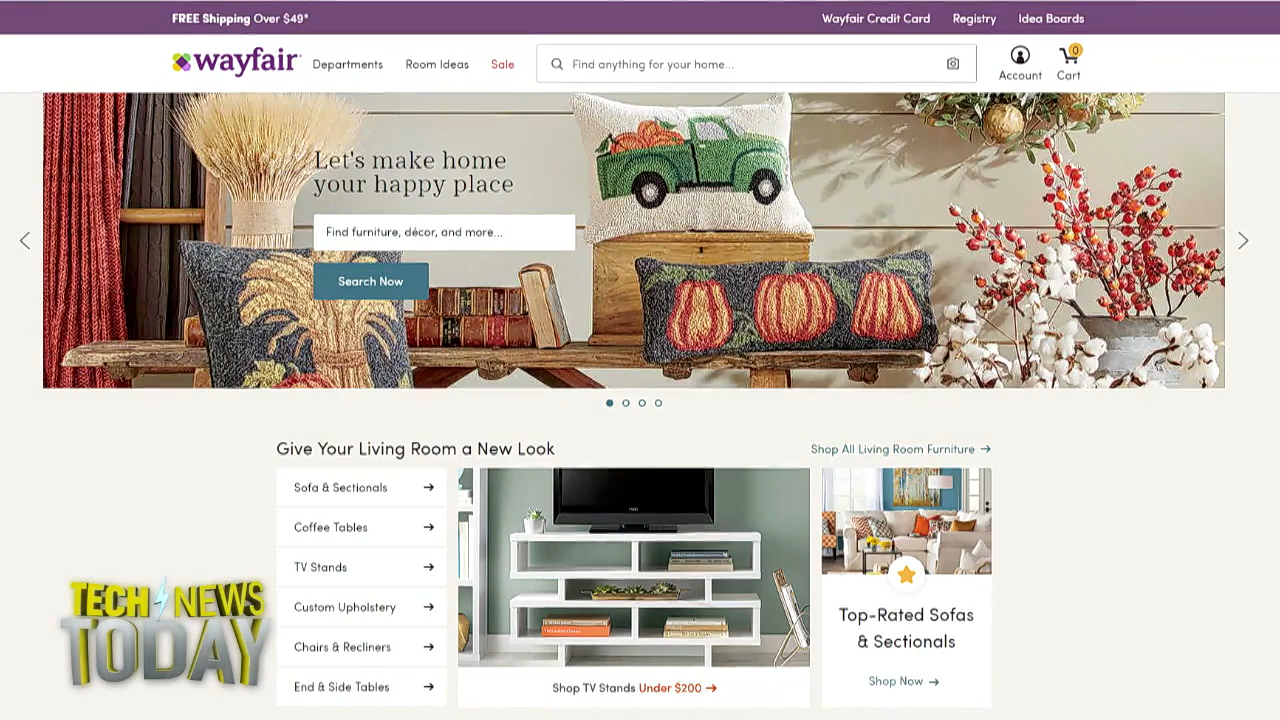 FREE Shipping Over $49*
Wayfair Credit Card
Registry
Idea Boards
wayfair
Departments
Room Ideas
Sale
Find anything for your home...
Account
0
Cart
Let's make home
your happy place
Find furniture, décor, and more...
Search Now
Give Your Living Room a New Look
Shop All Living Room Furniture →
Sofa & Sectionals →
Coffee Tables →
TV Stands →
Custom Upholstery →
Chairs & Recliners →
End & Side Tables →
Shop TV Stands Under $200 →
Top-Rated Sofas
& Sectionals
Shop Now →
TECH NEWS
TODAY